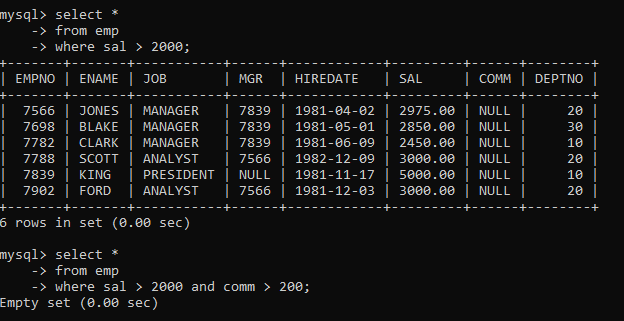 mysql> select *
    -> from emp
    -> where sal > 2000;
+-------+-------+-----------+------+------------+---------+------+--------+
| EMPNO | ENAME | JOB       | MGR  | HIREDATE   | SAL     | COMM | DEPTNO |
+-------+-------+-----------+------+------------+---------+------+--------+
|  7566 | JONES | MANAGER   | 7839 | 1981-04-02 | 2975.00 | NULL |     20 |
|  7698 | BLAKE | MANAGER   | 7839 | 1981-05-01 | 2850.00 | NULL |     30 |
|  7782 | CLARK | MANAGER   | 7839 | 1981-06-09 | 2450.00 | NULL |     10 |
|  7788 | SCOTT | ANALYST   | 7566 | 1982-12-09 | 3000.00 | NULL |     20 |
|  7839 | KING  | PRESIDENT | NULL | 1981-11-17 | 5000.00 | NULL |     10 |
|  7902 | FORD  | ANALYST   | 7566 | 1981-12-03 | 3000.00 | NULL |     20 |
+-------+-------+-----------+------+------------+---------+------+--------+
6 rows in set (0.00 sec)
mysql> select *
    -> from emp
    -> where sal > 2000 and comm > 200;
Empty set (0.00 sec)